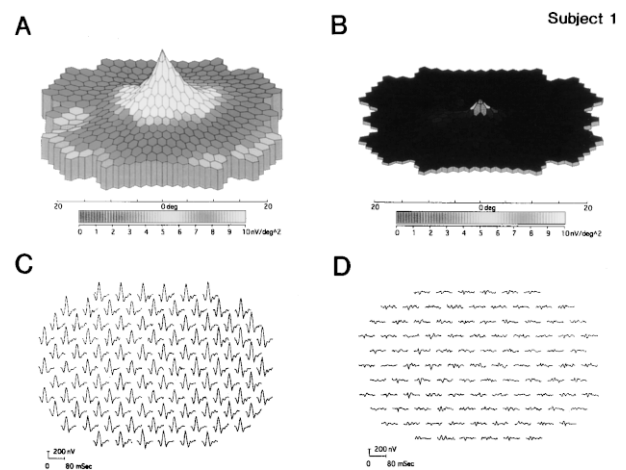 Subject 1
A
B
20 0 deg 20
0 1 2 3 4 5 6 7 8 9 10 nV/deg^2
20 0 deg 20
0 1 2 3 4 5 6 7 8 9 10nV/deg^2
C
D
200 nV
0 80 mSec
200 nV
0 80 mSec